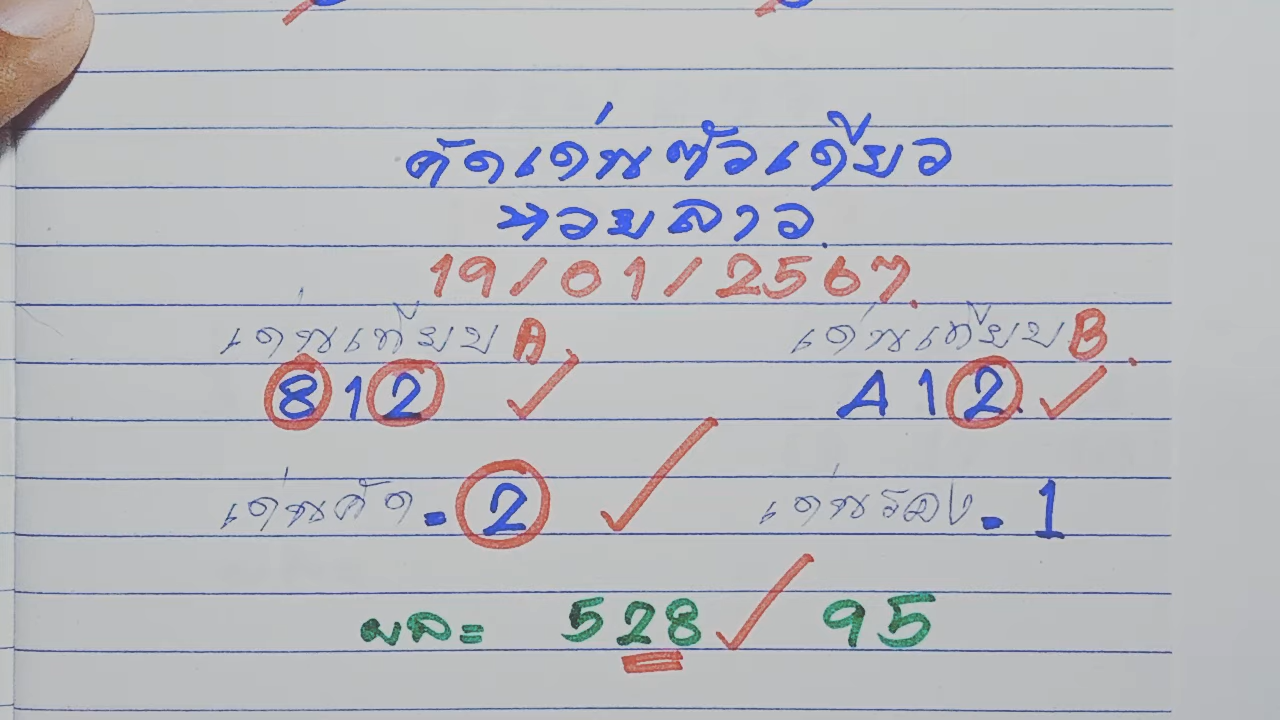 คัดเด่นตัวเดียว
หวยลาว.
19/01/2567.
เด่นเทียบ A. เด่นเทียบ B.
812 412
เด่นคัด = 2 เด่นรอง = 1
ผล = 528 95